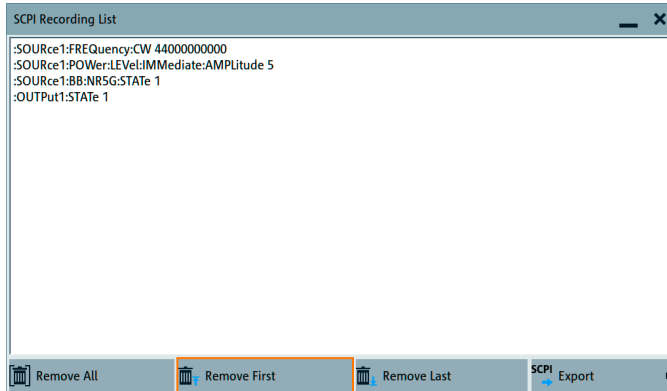 SCPI Recording List
:SOURce1:FREQuency:CW 44000000000
:SOURce1:POWer:LEVel:IMMediate:AMPLitude 5
:SOURce1:BB:NR5G:STATe 1
:OUTPut1:STATe 1
Remove All
Remove First
Remove Last
SCPI
Export